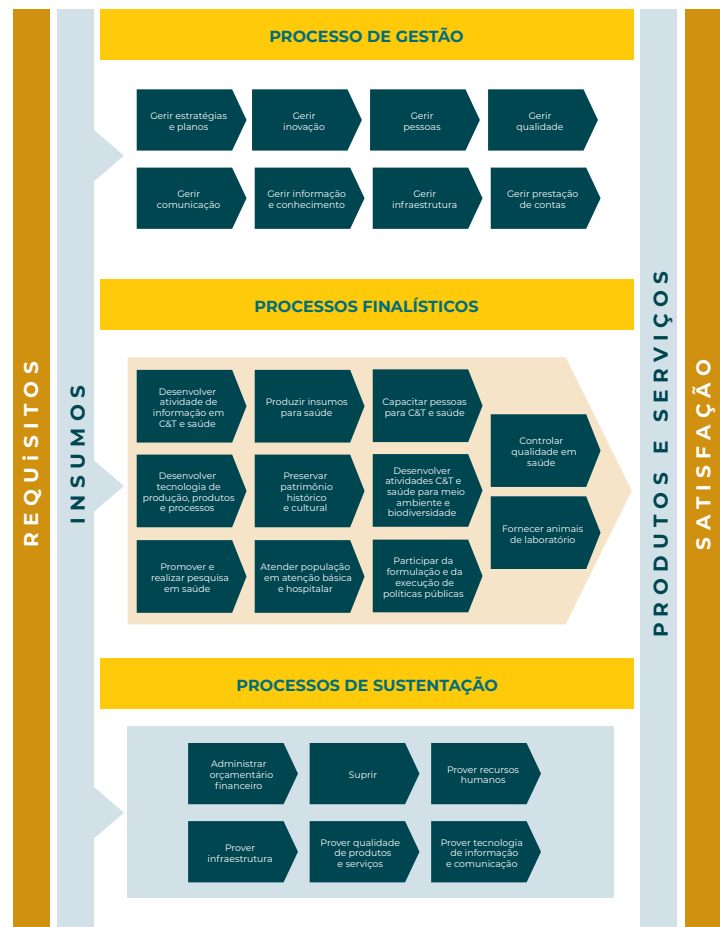 REQUiSITOS
INSUMOS
PROCESSO DE GESTÃO
Gerir estratégias
e planos
Gerir
inovação
Gerir
pessoas
Gerir
qualidade
Gerir
comunicação
Gerir informação
e conhecimento
Gerir
infraestrutura
Gerir prestação
de contas
PROCESSOS FINALÍSTICOS
Desenvolver
atividade de
informação em
C&T e saúde
Produzir insumos
para saúde
Capacitar pessoas
para C&T e saúde
Controlar
qualidade em
saúde
Desenvolver
tecnologia de
produção, produtos
e processos
Preservar
patrimônio
histórico
e cultural
Desenvolver
atividades C&T e
saúde para meio
ambiente e
biodiversidade
Fornecer animais
de laboratório
Promover e
realizar pesquisa
em saúde
Atender população
em atenção básica
e hospitalar
Participar da
formulação e da
execução de
políticas públicas
PROCESSOS DE SUSTENTAÇÃO
Administrar
orçamentário
financeiro
Suprir
Prover recursos
humanos
Prover
infraestrutura
Prover qualidade
de produtos
e serviços
Prover tecnologia
de informação
e comunicação
PRODUTOS E SERVIÇOS
SATISFAÇÃO